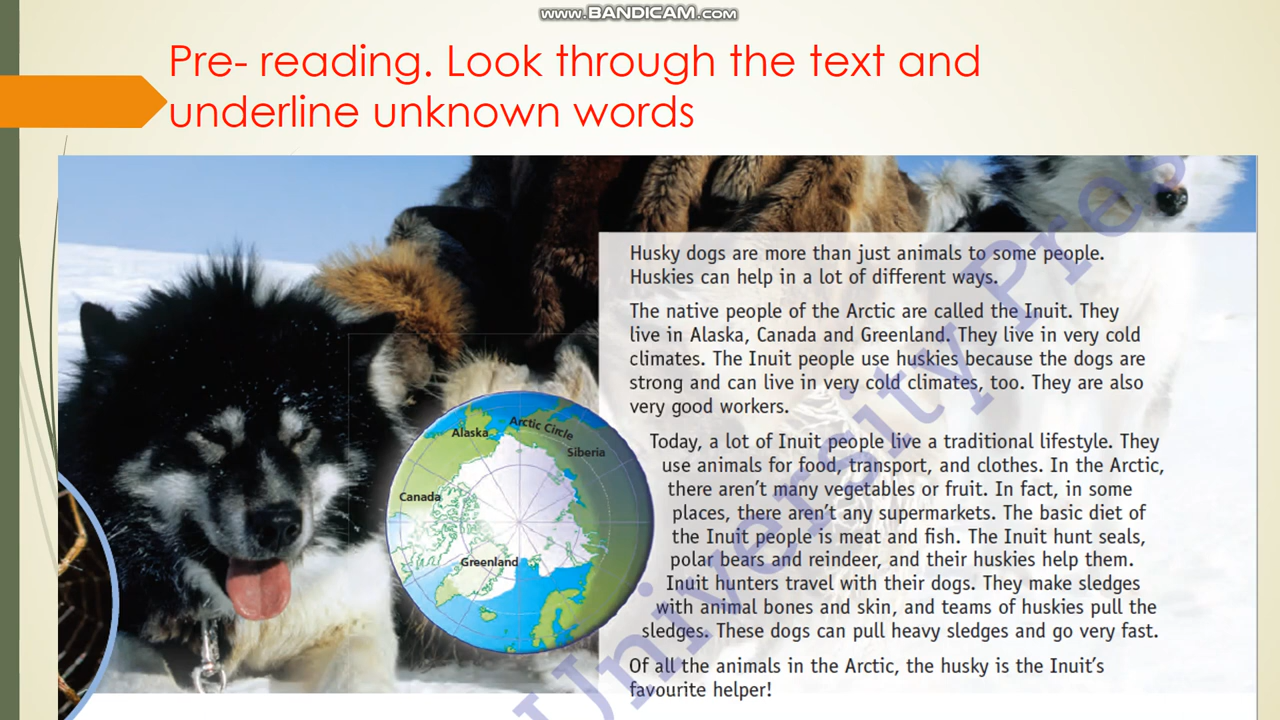 www.BANDICAM.com
Pre- reading. Look through the text and
underline unknown words
Husky dogs are more than just animals to some people.
Huskies can help in a lot of different ways.
The native people of the Arctic are called the Inuit. They
live in Alaska, Canada and Greenland. They live in very cold
climates. The Inuit people use huskies because the dogs are
strong and can live in very cold climates, too. They are also
very good workers.
Today, a lot of Inuit people live a traditional lifestyle. They
use animals for food, transport, and clothes. In the Arctic,
there aren't many vegetables or fruit. In fact, in some
places, there aren't any supermarkets. The basic diet of
the Inuit people is meat and fish. The Inuit hunt seals,
polar bears and reindeer, and their huskies help them.
Inuit hunters travel with their dogs. They make sledges
with animal bones and skin, and teams of huskies pull the
sledges. These dogs can pull heavy sledges and go very fast.
Of all the animals in the Arctic, the husky is the Inuit's
favourite helper!
Arctic Circle
Alaska
Siberia
Canada
Greenland
University Press